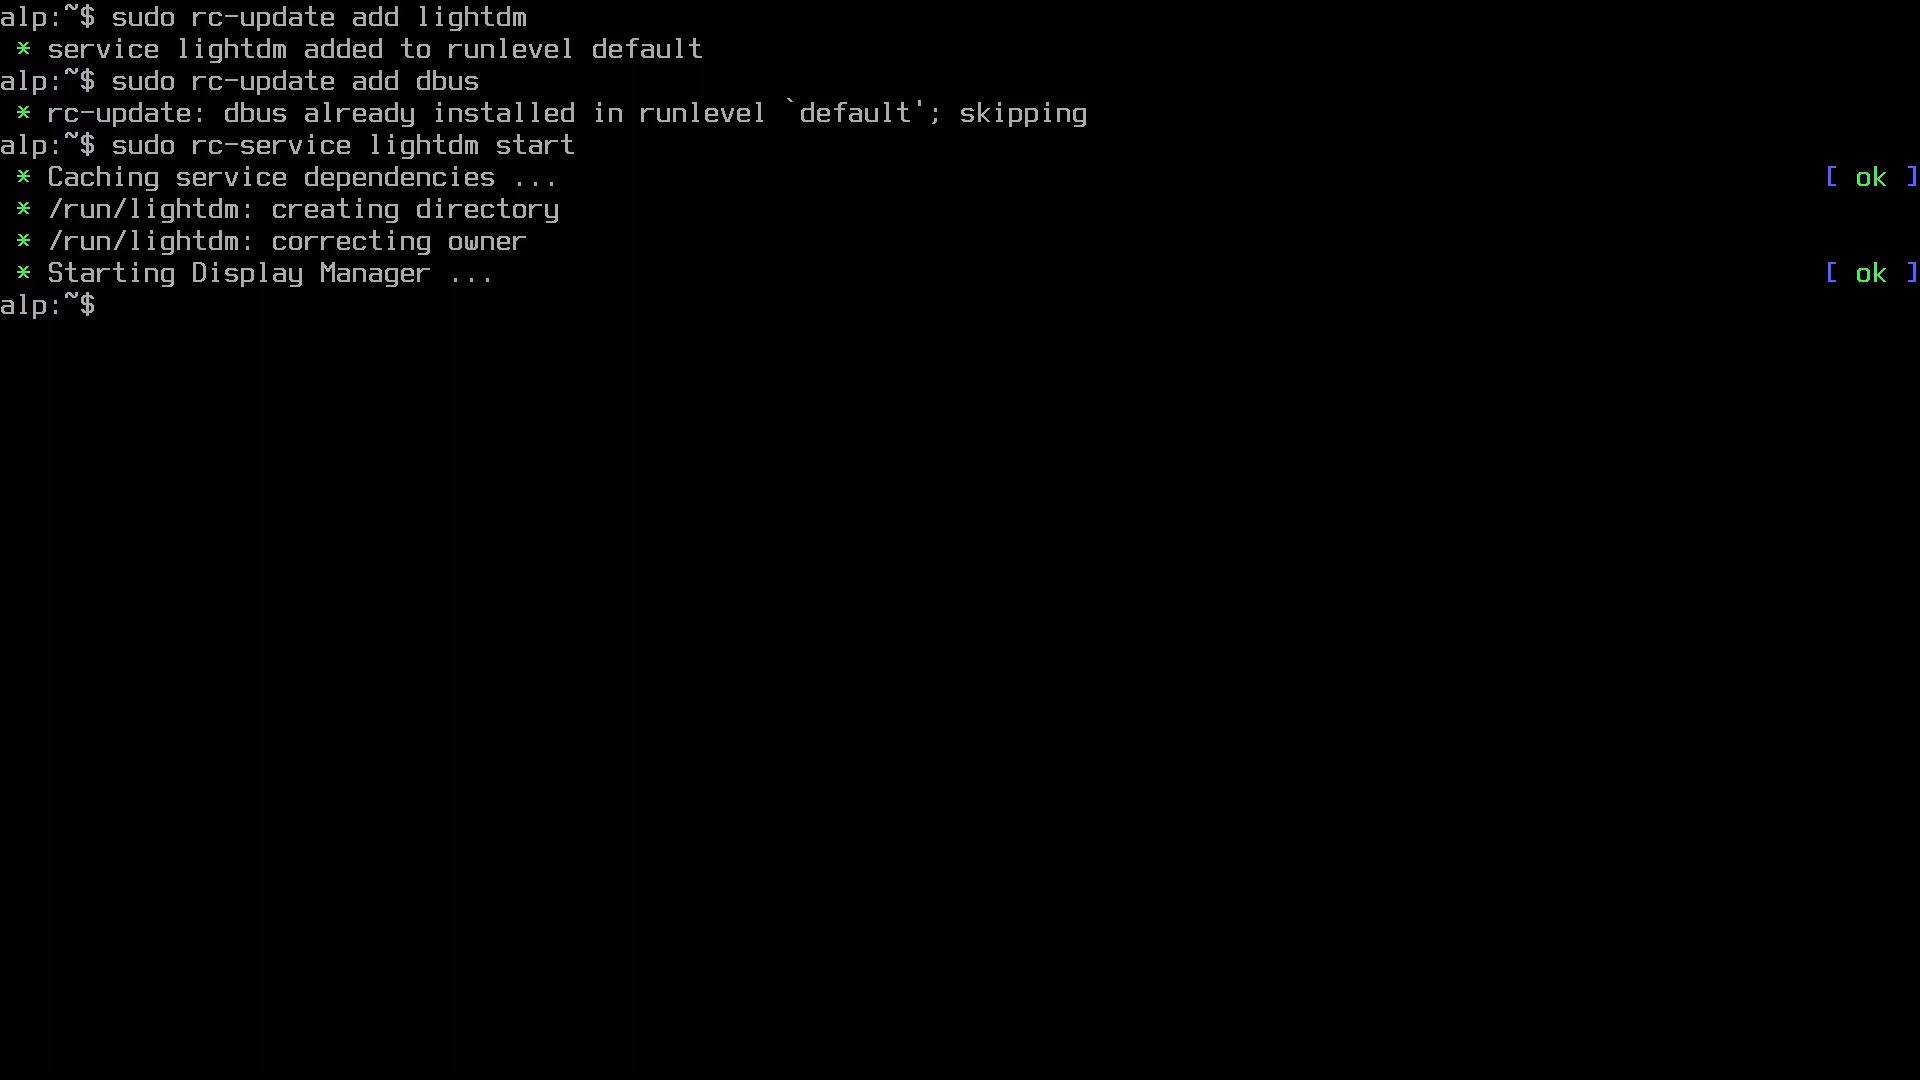 alp:~$ sudo rc-update add lightdm
 * service lightdm added to runlevel default
alp:~$ sudo rc-update add dbus
 * rc-update: dbus already installed in runlevel `default'; skipping
alp:~$ sudo rc-service lightdm start
 * Caching service dependencies ... [ ok ]
 * /run/lightdm: creating directory
 * /run/lightdm: correcting owner
 * Starting Display Manager ... [ ok ]
alp:~$